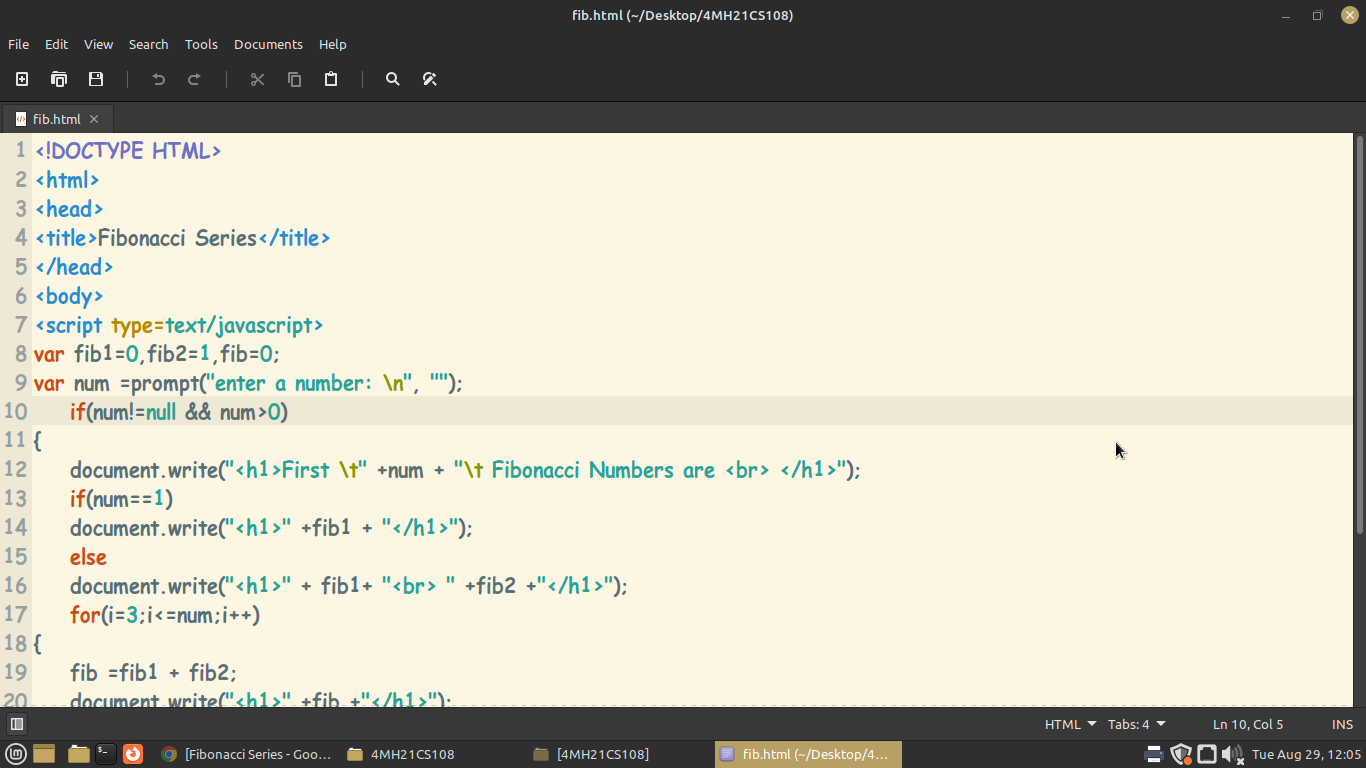 fib.html (~/Desktop/4MH21CS108)
File Edit View Search Tools Documents Help
fib.html
1 <!DOCTYPE HTML>
2 <html>
3 <head>
4 <title>Fibonacci Series</title>
5 </head>
6 <body>
7 <script type=text/javascript>
8 var fib1=0,fib2=1,fib=0;
9 var num =prompt("enter a number: \n", "");
10 if(num!=null && num>0)
11 {
12 document.write("<h1>First \t" +num + "\t Fibonacci Numbers are <br> </h1>");
13 if(num==1)
14 document.write("<h1>" +fib1 + "</h1>");
15 else
16 document.write("<h1>" + fib1+ "<br> " +fib2 +"</h1>");
17 for(i=3;i<=num;i++)
18 {
19 fib =fib1 + fib2;
20 document.write("<h1>" +fib +"</h1>");
HTML Tabs: 4 Ln 10, Col 5 INS
[Fibonacci Series - Goo... 4MH21CS108 [4MH21CS108] fib.html (~/Desktop/4... Tue Aug 29, 12:05